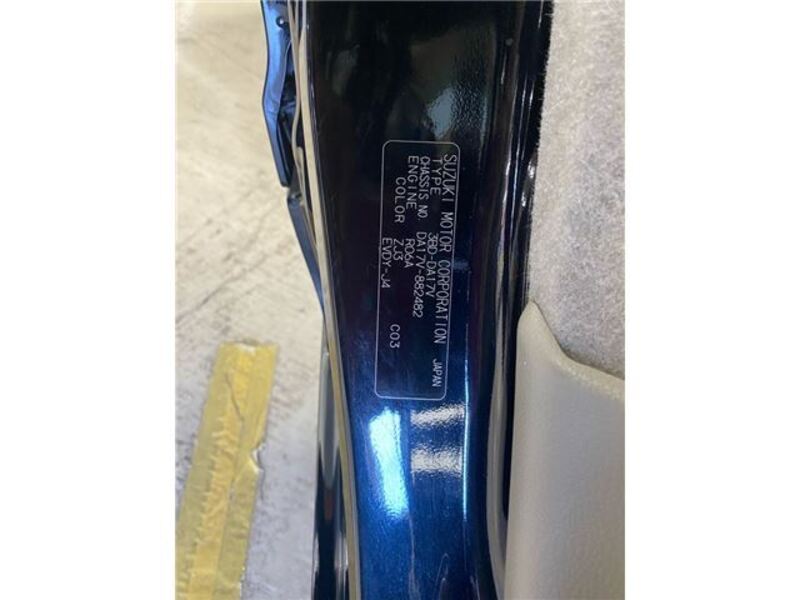 SUZUKI MOTOR CORPORATION JAPAN
TYPE 3BD-DA17V
CHASSIS NO. DA17V-882482
ENGINE R06A
COLOR ZJ3 C03
EVDY-J4